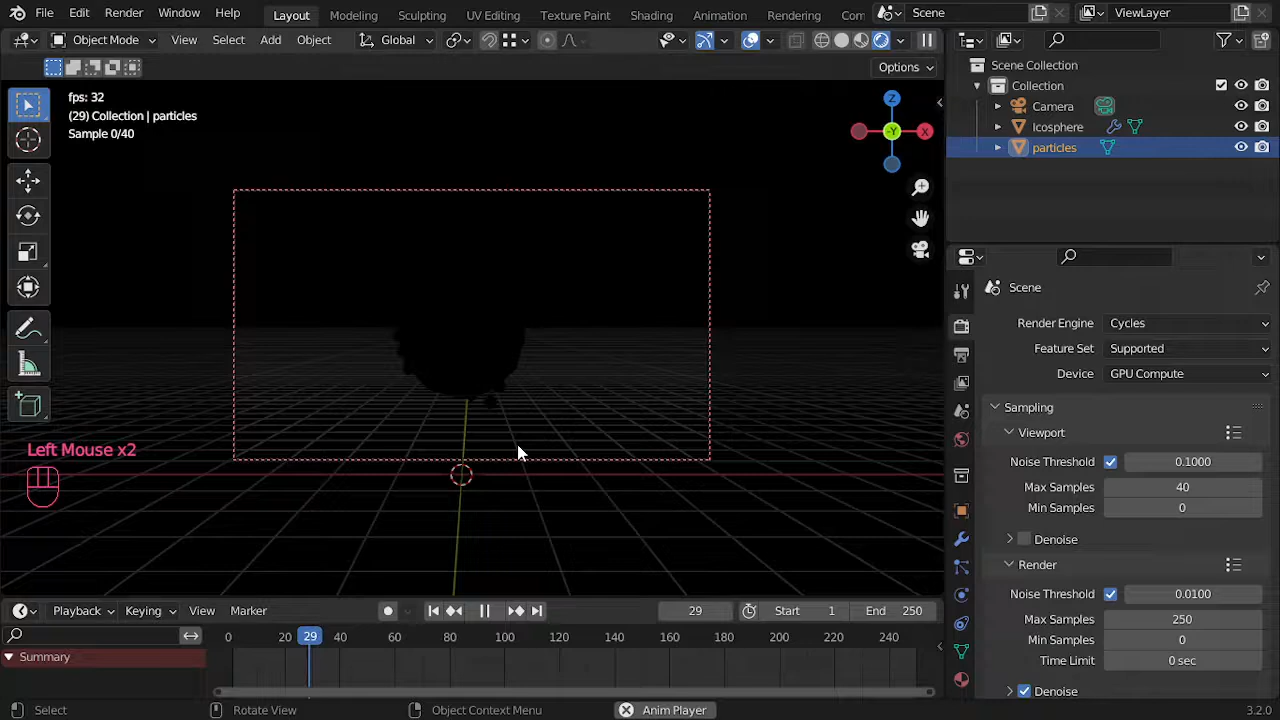 File Edit Render Window Help Layout Modeling Sculpting UV Editing Texture Paint Shading Animation Rendering Com Scene ViewLayer
Object Mode View Select Add Object Global
Options
fps: 32
(29) Collection | particles
Sample 0/40
Z
-Y
X
Left Mouse x2
Scene Collection
Collection
Camera
Icosphere
particles
Scene
Render Engine Cycles
Feature Set Supported
Device GPU Compute
Sampling
Viewport
Noise Threshold 0.1000
Max Samples 40
Min Samples 0
Denoise
Render
Noise Threshold 0.0100
Max Samples 250
Min Samples 0
Time Limit 0 sec
Denoise
Playback Keying View Marker 29 Start 1 End 250
0 20 29 40 60 80 100 120 140 160 180 200 220 240
Summary
Select Rotate View Object Context Menu Anim Player 3.2.0